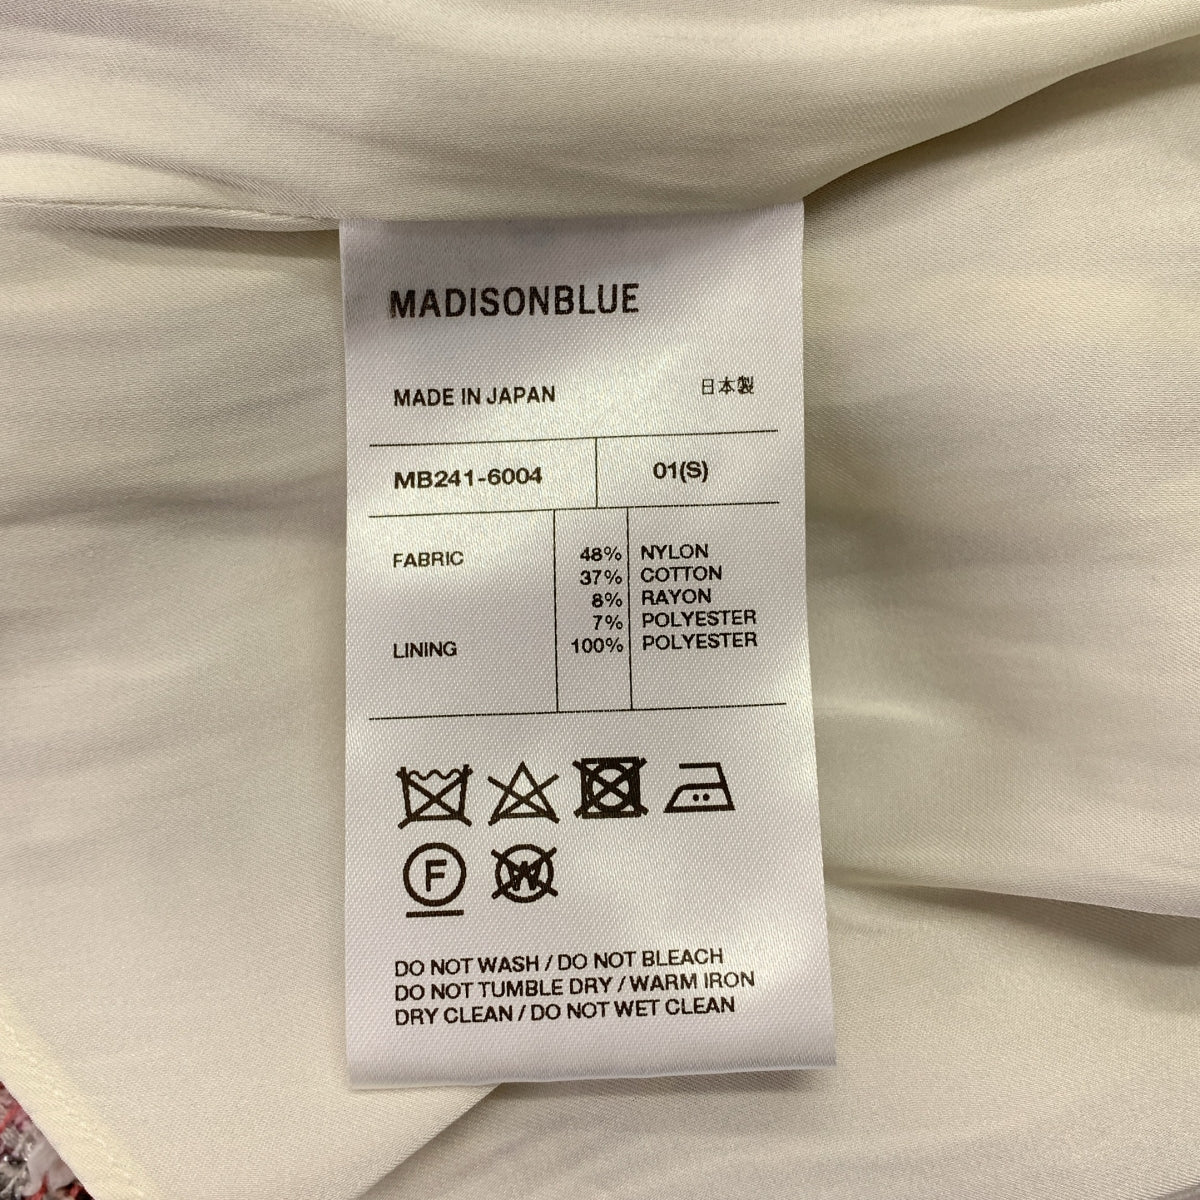 MADISONBLUE
MADE IN JAPAN 日本製
MB241-6004 01(S)
FABRIC 48% NYLON
37% COTTON
8% RAYON
7% POLYESTER
LINING 100% POLYESTER
F W
DO NOT WASH / DO NOT BLEACH
DO NOT TUMBLE DRY / WARM IRON
DRY CLEAN / DO NOT WET CLEAN